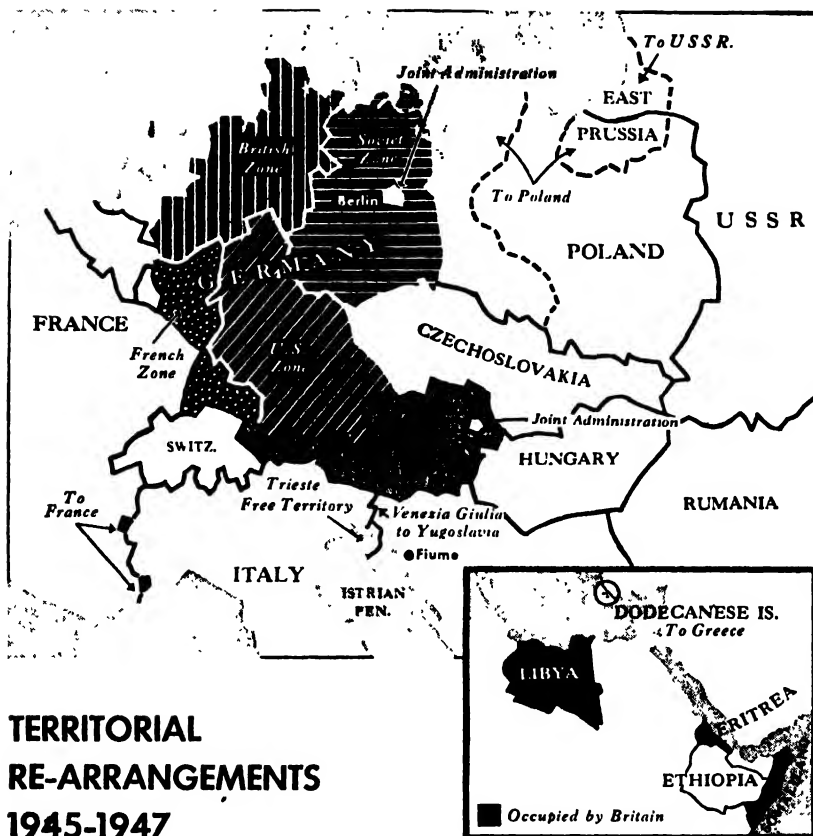 To USSR.
Joint Administration
EAST
PRUSSIA
British
Zone
Soviet
Zone
Berlin
To Poland
USSR
POLAND
GERMANY
FRANCE
French
Zone
U.S.
Zone
CZECHOSLOVAKIA
Joint Administration
SWITZ.
HUNGARY
To
France
Trieste
Free Territory
Venezia Giulia
to Yugoslavia
RUMANIA
Fiume
ITALY
ISTRIAN
PEN.
DODECANESE IS.
To Greece
LIBYA
ERITREA
ETHIOPIA
Occupied by Britain
TERRITORIAL
RE-ARRANGEMENTS
1945-1947